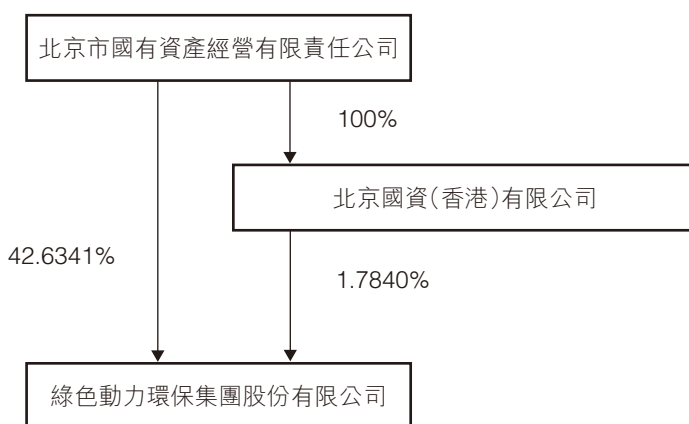 北京市國有資產經營有限責任公司
100%
北京國資(香港)有限公司
42.6341%
1.7840%
綠色動力環保集團股份有限公司